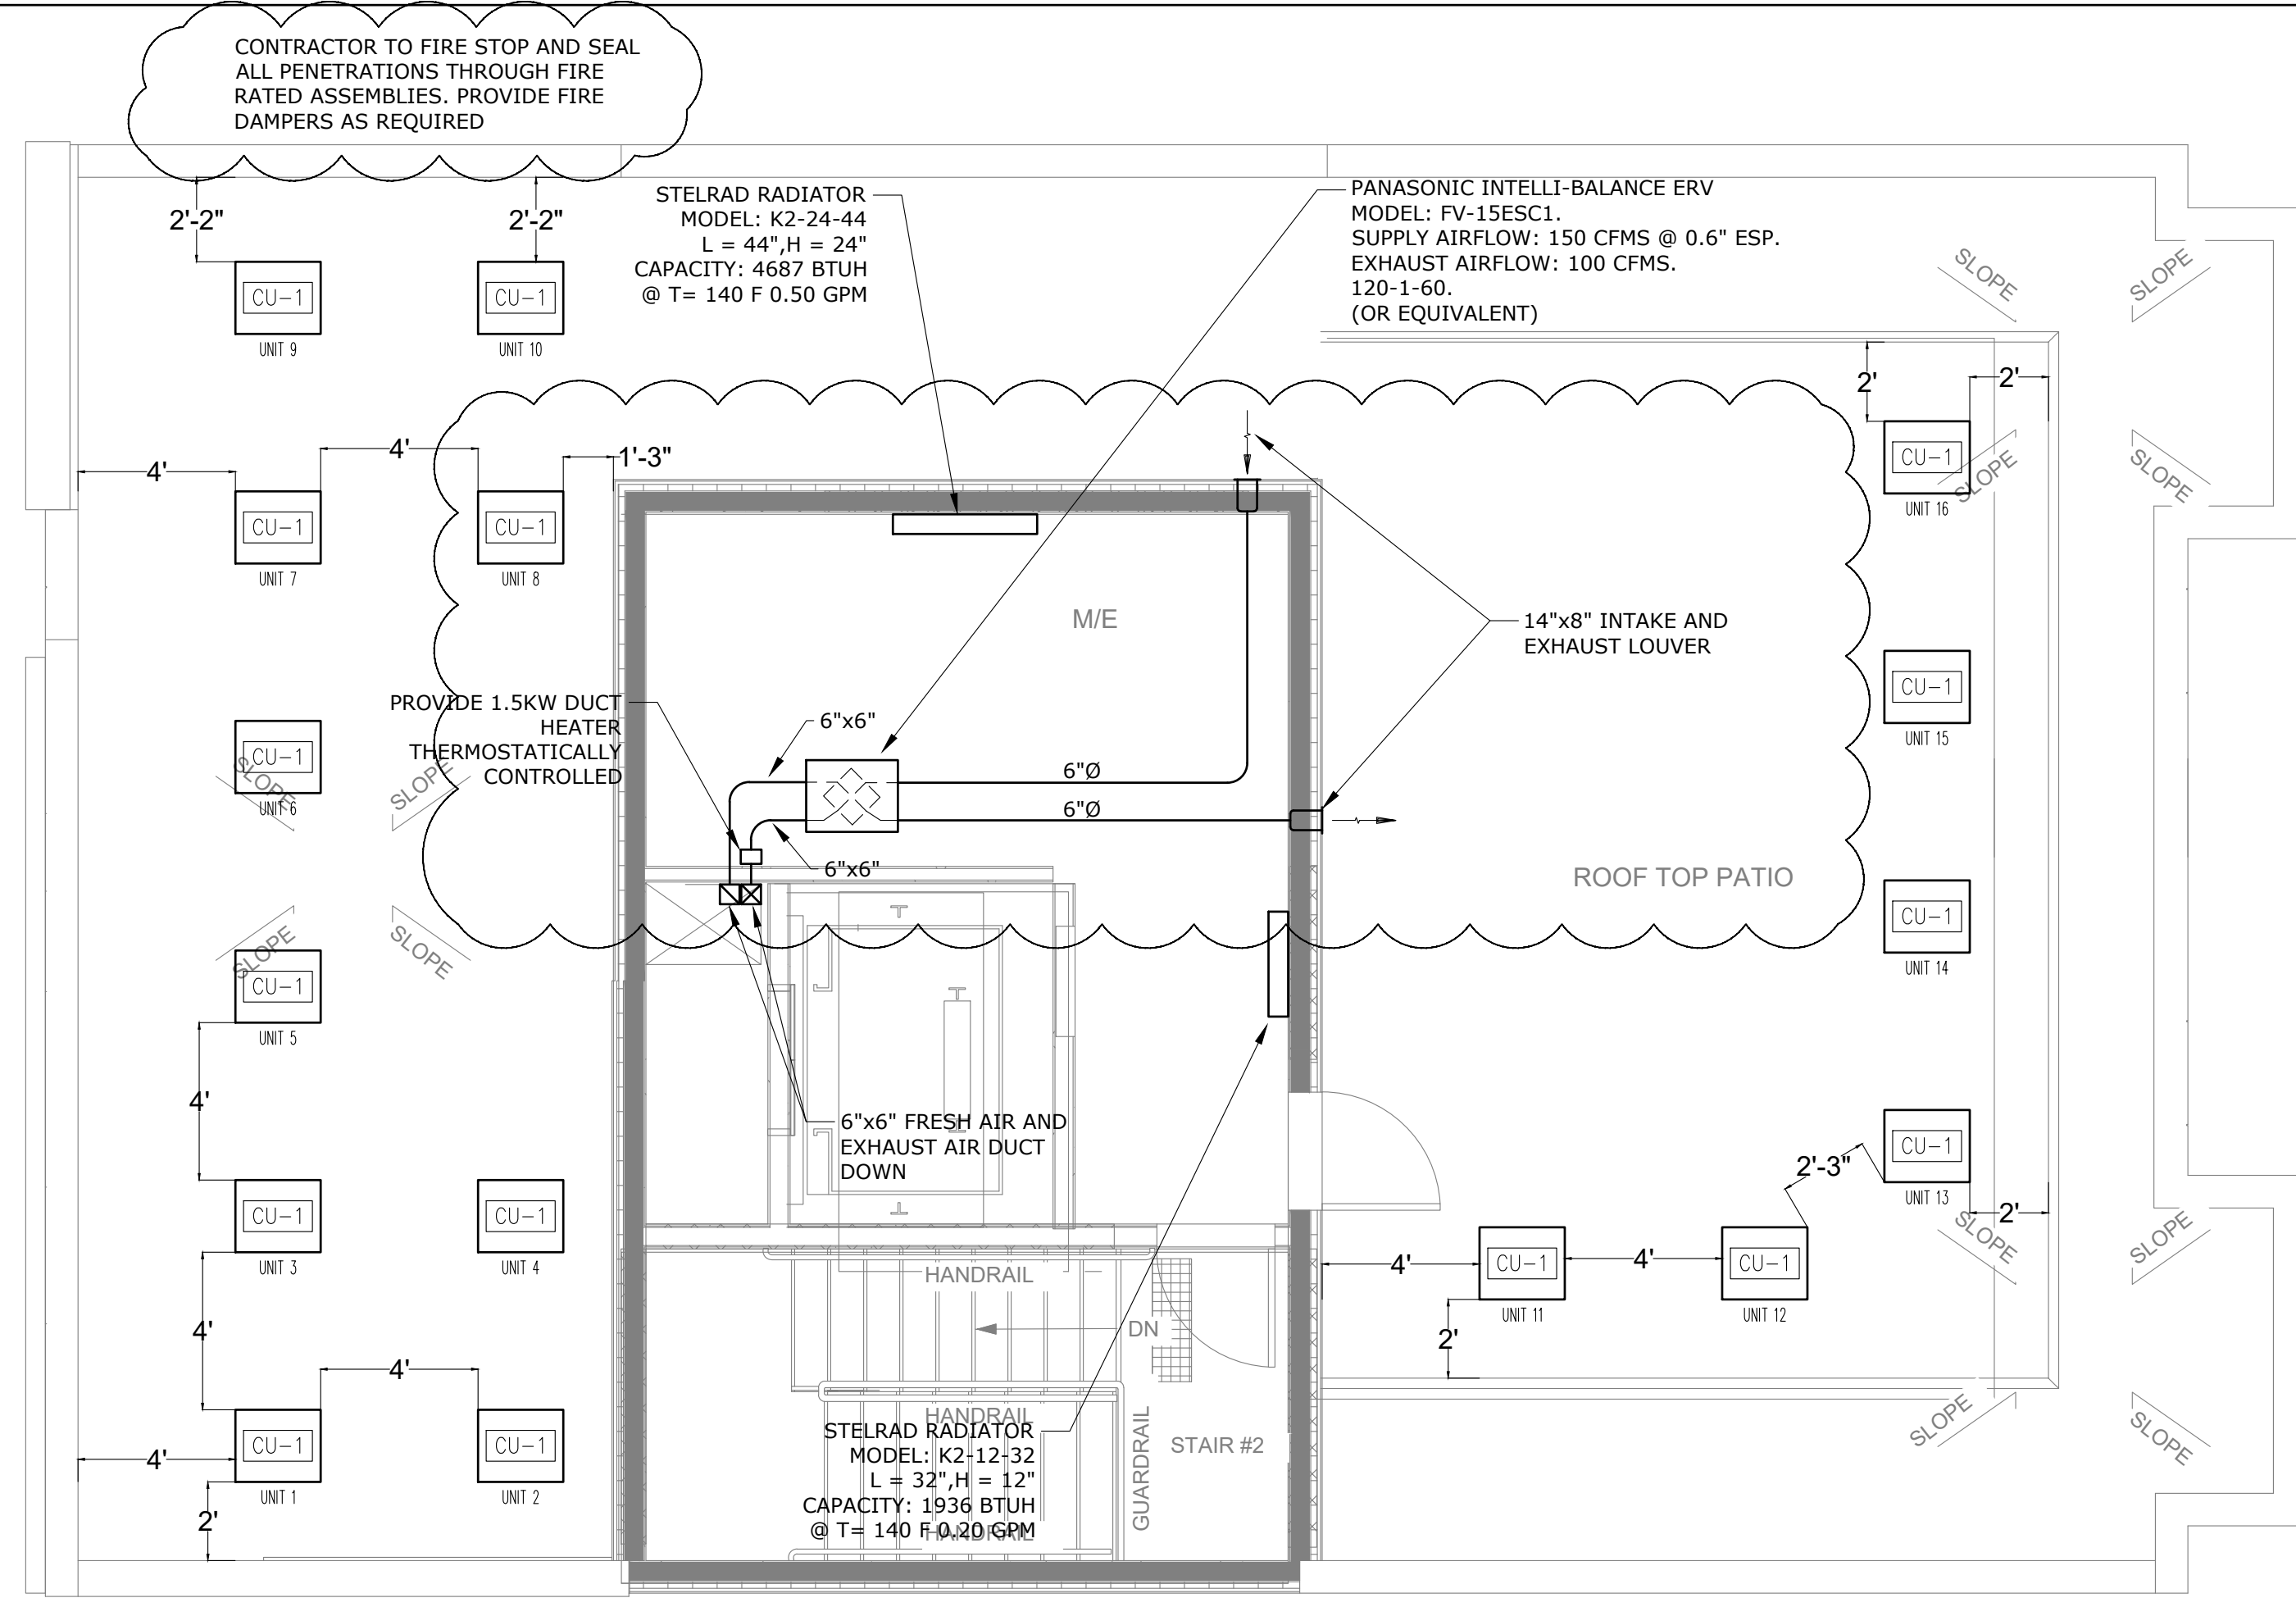 CONTRACTOR TO FIRE STOP AND SEAL
ALL PENETRATIONS THROUGH FIRE
RATED ASSEMBLIES. PROVIDE FIRE
DAMPERS AS REQUIRED
2'-2"
2'-2"
STELRAD RADIATOR
MODEL: K2-24-44
L = 44",H = 24"
CAPACITY: 4687 BTUH
@ T= 140 F 0.50 GPM
PANASONIC INTELLI-BALANCE ERV
MODEL: FV-15ESC1.
SUPPLY AIRFLOW: 150 CFMS @ 0.6" ESP.
EXHAUST AIRFLOW: 100 CFMS.
120-1-60.
(OR EQUIVALENT)
SLOPE
SLOPE
CU-1
UNIT 9
CU-1
UNIT 10
2'
2'
4'
4'
1'-3"
CU-1
UNIT 16
SLOPE
SLOPE
CU-1
UNIT 7
CU-1
UNIT 8
M/E
14"x8" INTAKE AND
EXHAUST LOUVER
CU-1
UNIT 15
PROVIDE 1.5KW DUCT
HEATER
THERMOSTATICALLY
CONTROLLED
6"x6"
6"Ø
6"Ø
6"x6"
CU-1
UNIT 6
SLOPE
SLOPE
ROOF TOP PATIO
CU-1
UNIT 14
SLOPE
SLOPE
CU-1
UNIT 5
4'
6"x6" FRESH AIR AND
EXHAUST AIR DUCT
DOWN
CU-1
UNIT 13
2'-3"
2'
CU-1
UNIT 3
CU-1
UNIT 4
SLOPE
SLOPE
4'
HANDRAIL
DN
4'
CU-1
UNIT 11
4'
CU-1
UNIT 12
2'
4'
HANDRAIL
STELRAD RADIATOR
MODEL: K2-12-32
L = 32",H = 12"
CAPACITY: 1936 BTUH
@ T= 140 F 0.20 GPM
HANDRAIL
GUARDRAIL
STAIR #2
SLOPE
SLOPE
4'
CU-1
UNIT 1
CU-1
UNIT 2
2'